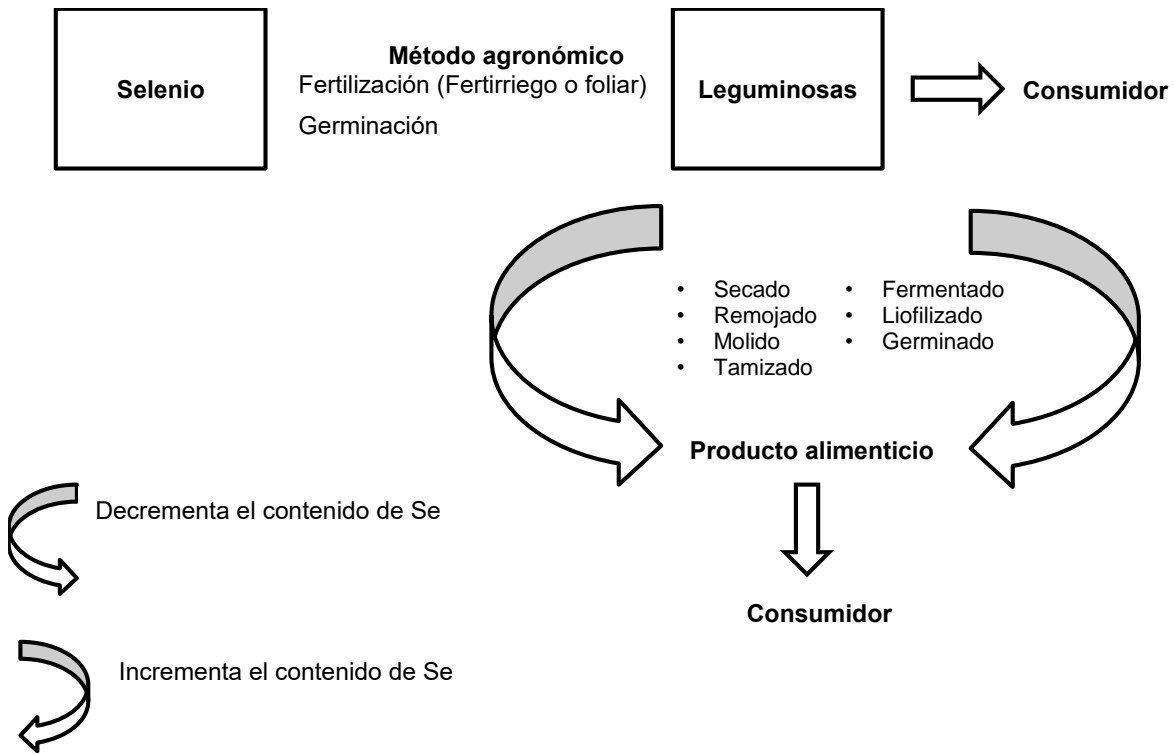 Selenio
Método agronómico
Fertilización (Fertirriego o foliar)
Germinación
Leguminosas
Consumidor
• Secado
• Remojado
• Molido
• Tamizado
• Fermentado
• Liofilizado
• Germinado
Producto alimenticio
Consumidor
Decrementa el contenido de Se
Incrementa el contenido de Se